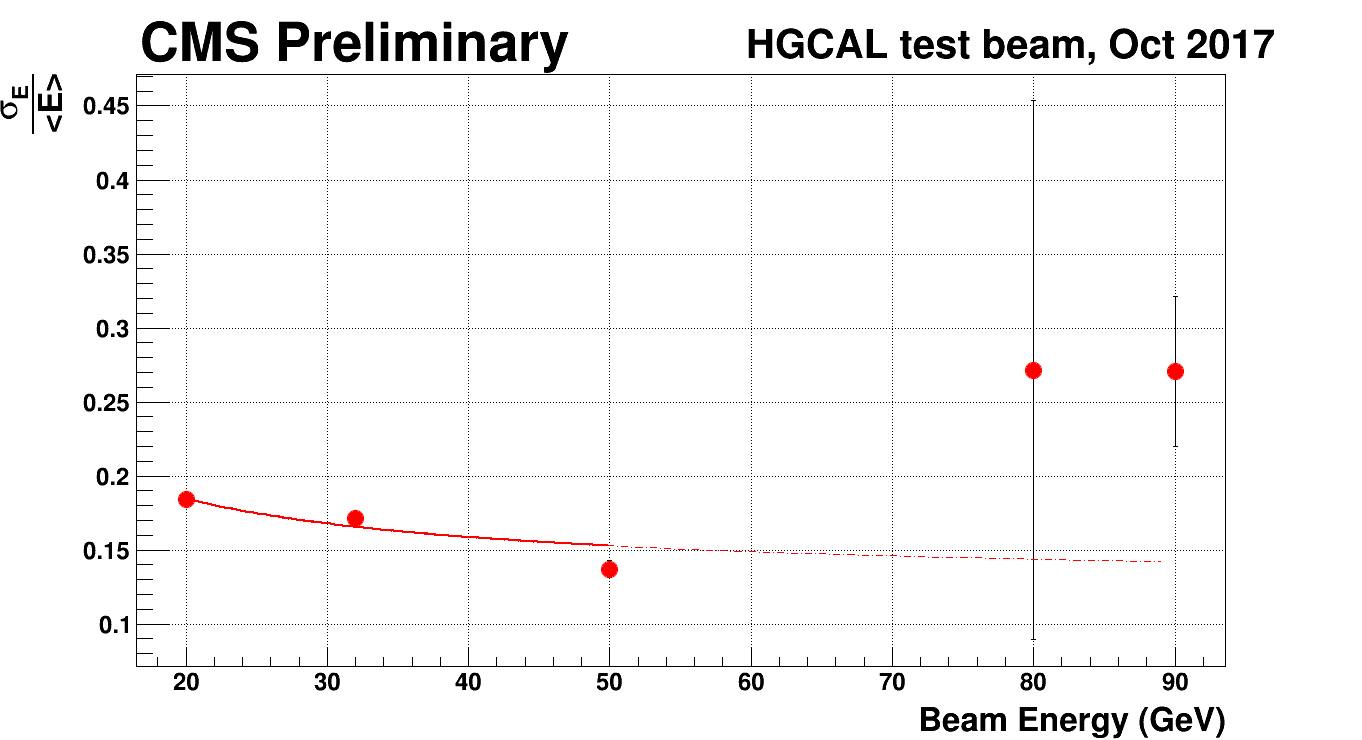 CMS Preliminary
HGCAL test beam, Oct 2017
σE
<E>
0.45
0.4
0.35
0.3
0.25
0.2
0.15
0.1
20 30 40 50 60 70 80 90
Beam Energy (GeV)